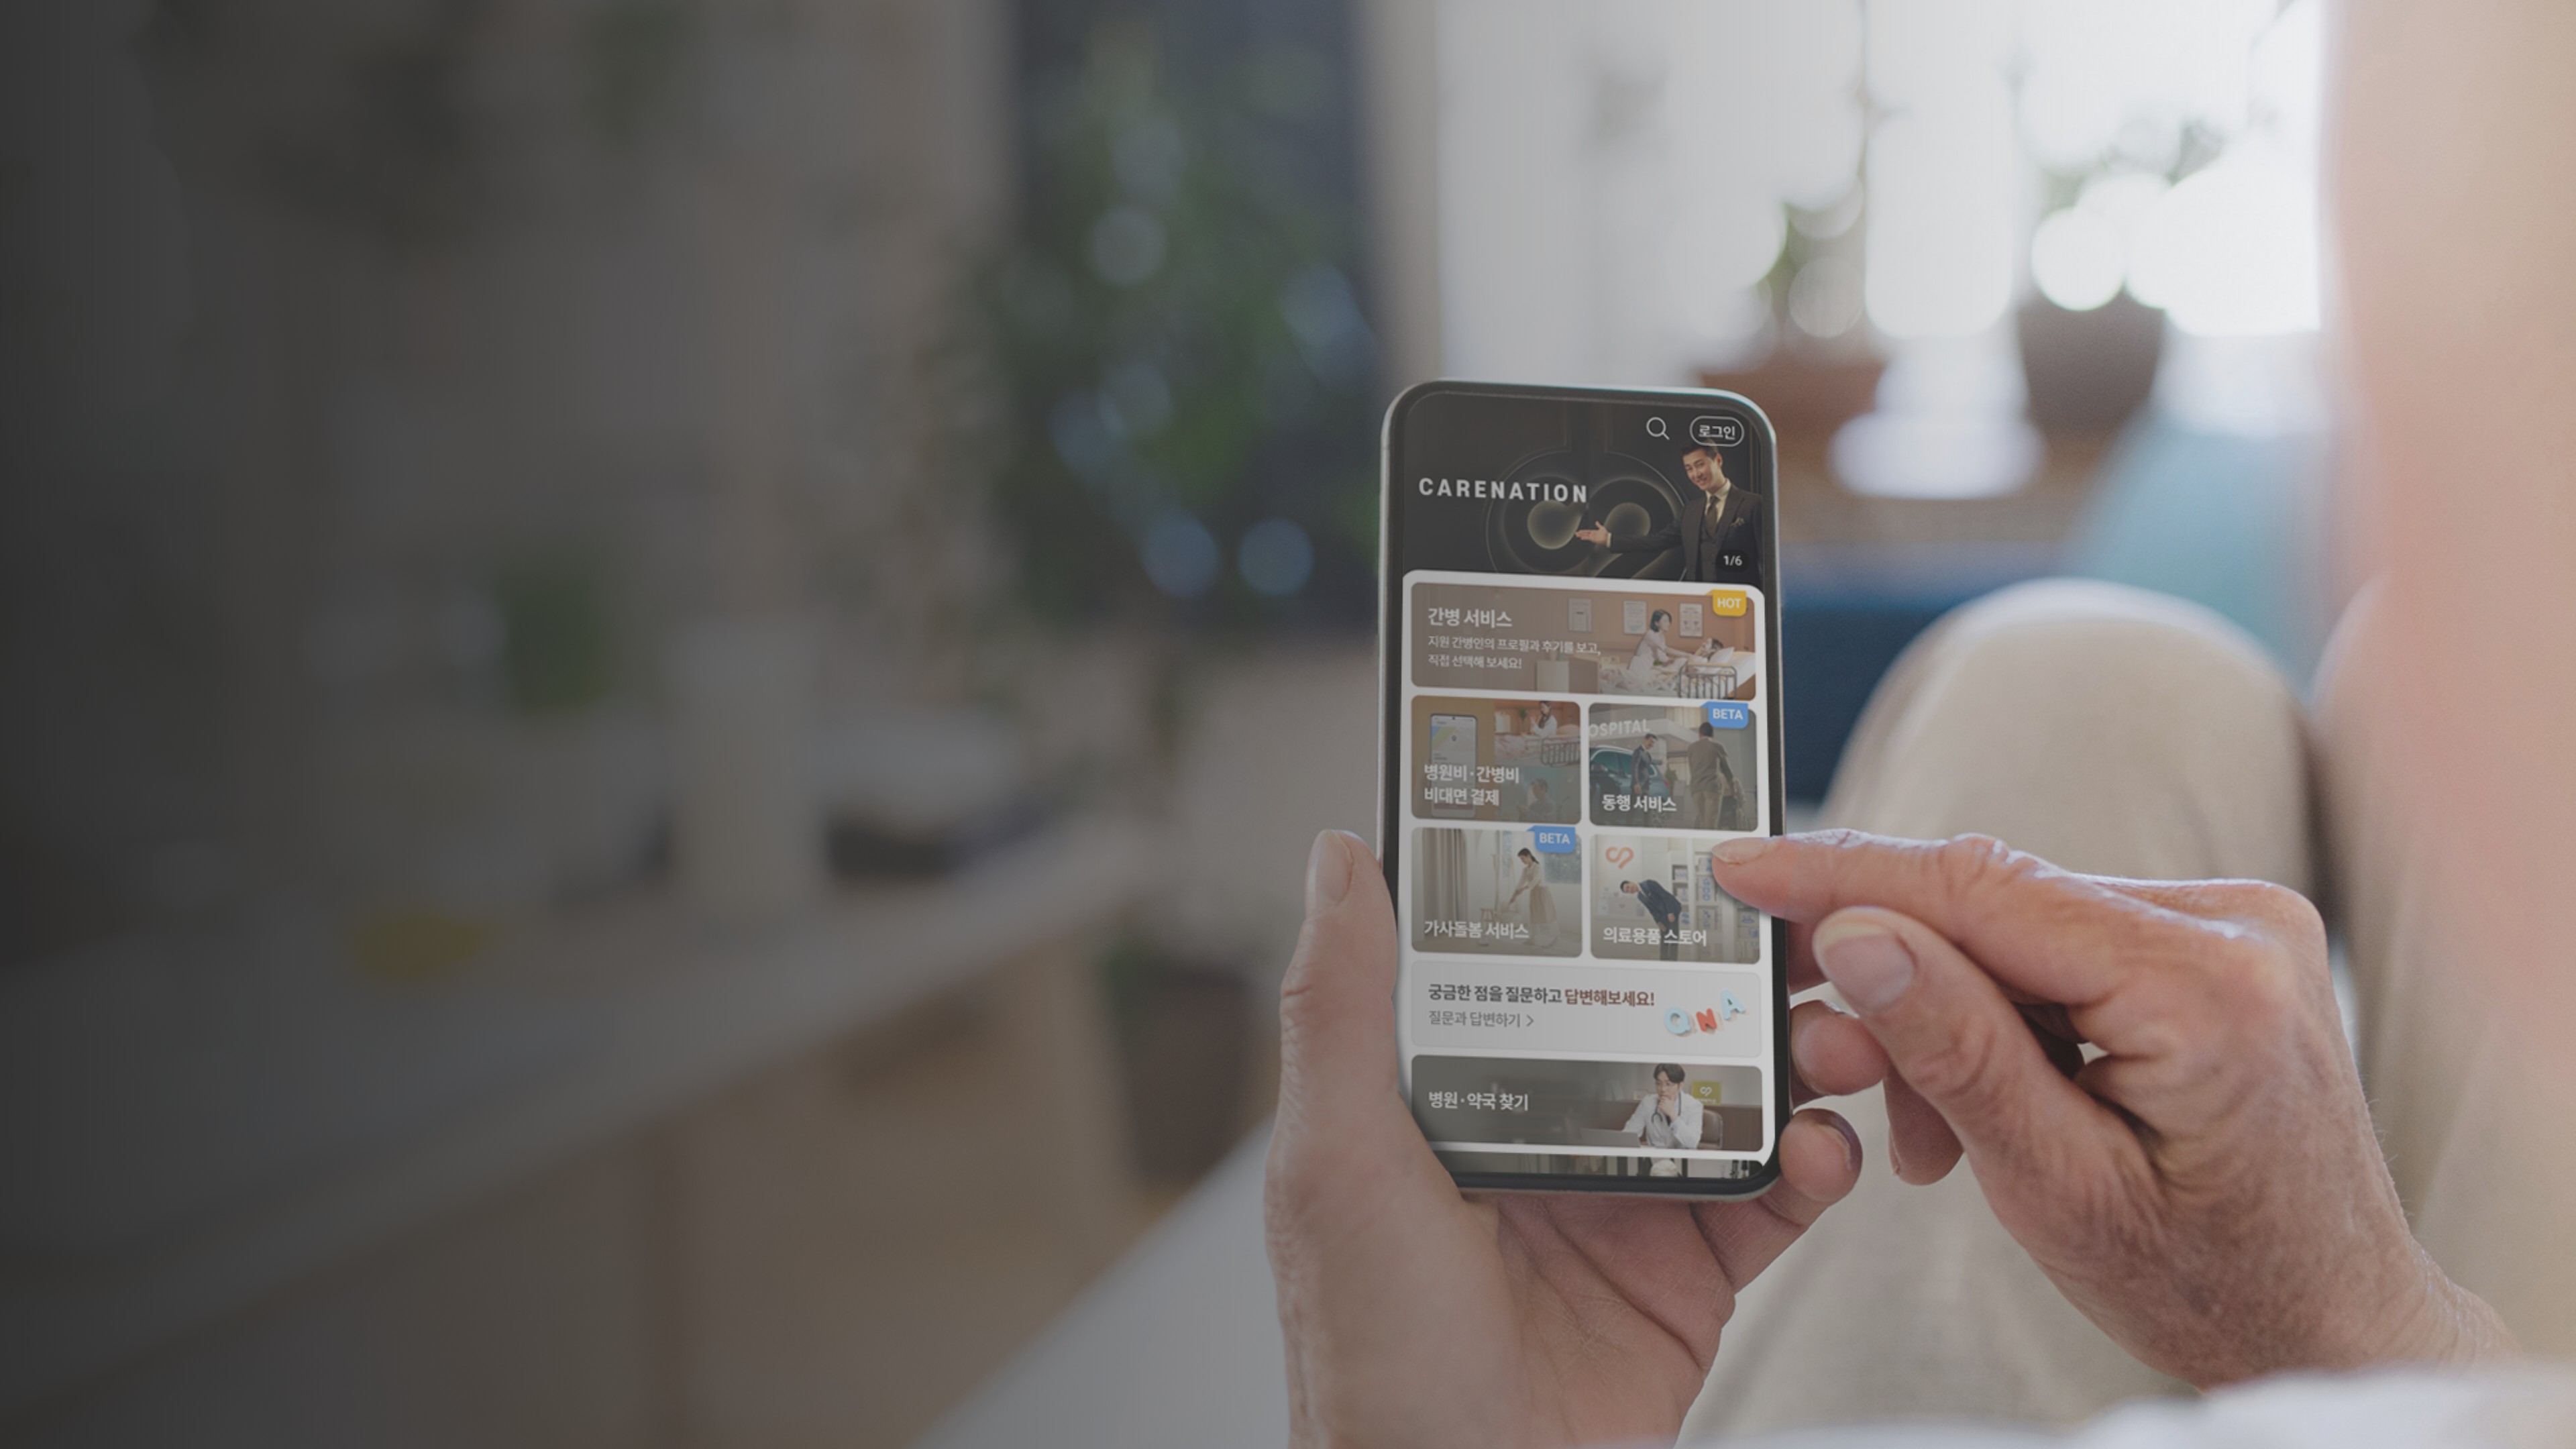 로그인
CARENATION
1/6
HOT
간병 서비스
지원 간병인의 프로필과 후기를 보고,
직접 선택해 보세요!
병원비·간병비
비대면 결제
BETA
OSPITAL
동행 서비스
BETA
가사돌봄 서비스
의료용품 스토어
궁금한 점을 질문하고 답변해보세요!
질문과 답변하기 >
QNA
병원·약국 찾기